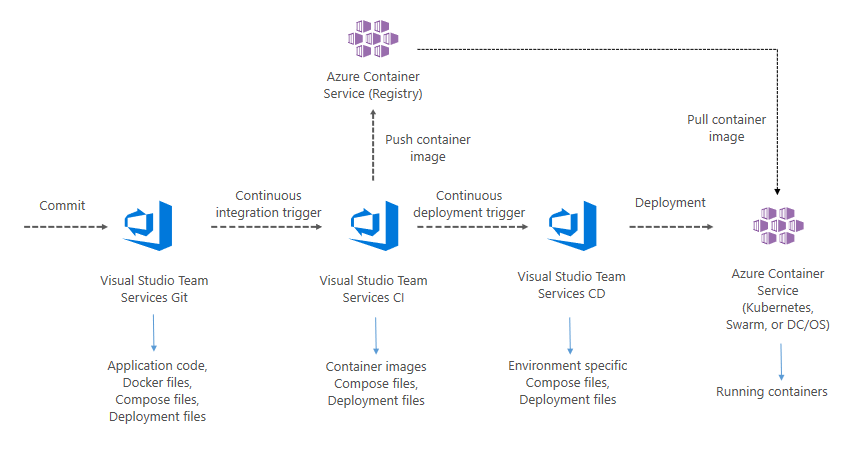 Azure Container
Service (Registry)
Push container
image
Pull container
image
Commit
Continuous
integration trigger
Continuous
deployment trigger
Deployment
Visual Studio Team
Services Git
Visual Studio Team
Services CI
Visual Studio Team
Services CD
Azure Container
Service
(Kubernetes,
Swarm, or DC/OS)
Application code,
Docker files,
Compose files,
Deployment files
Container images
Compose files,
Deployment files
Environment specific
Compose files,
Deployment files
Running containers